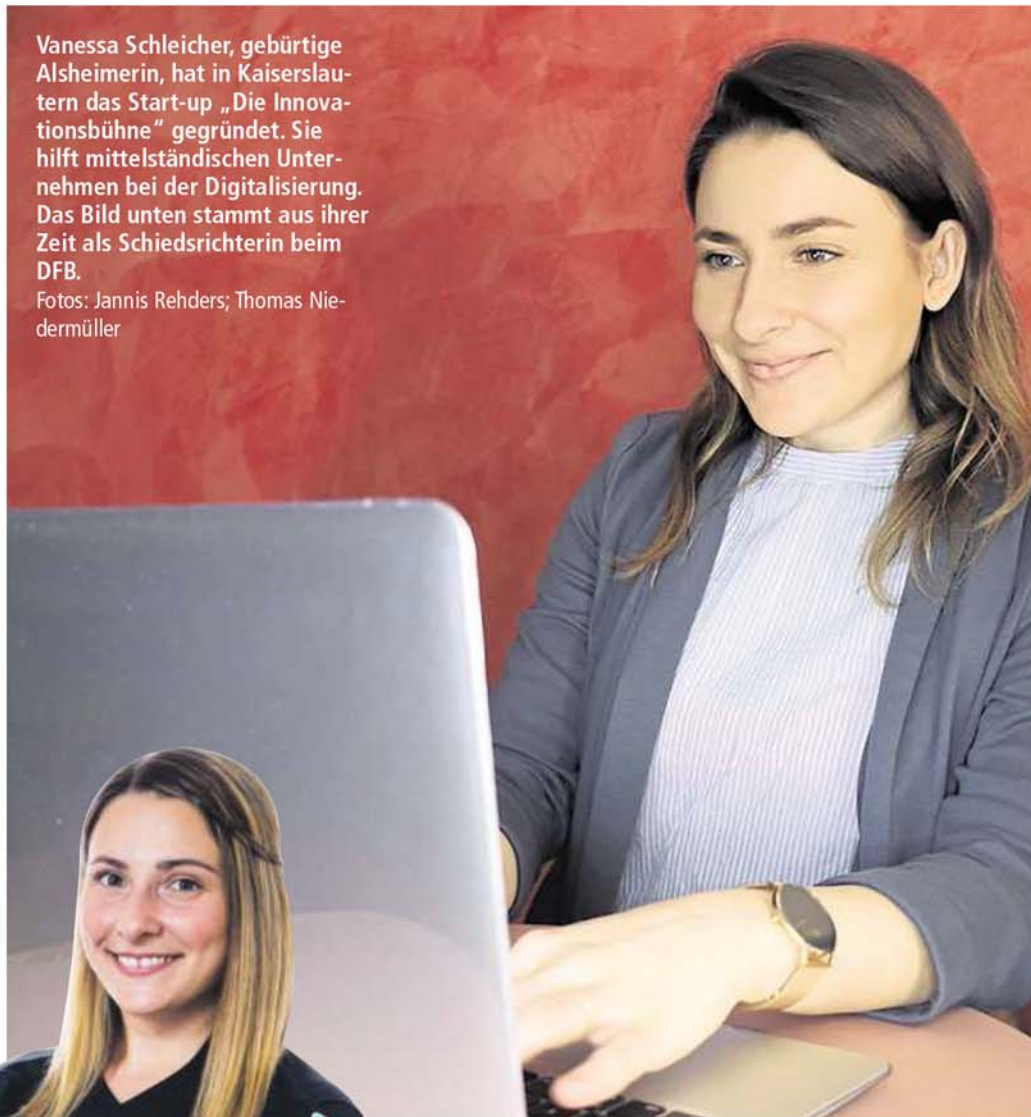 Vanessa Schleicher, gebürtige
Alsheimerin, hat in Kaiserslau-
tern das Start-up „Die Innova-
tionsbühne“ gegründet. Sie
hilft mittelständischen Unter-
nehmen bei der Digitalisierung.
Das Bild unten stammt aus ihrer
Zeit als Schiedsrichterin beim
DFB.
Fotos: Jannis Rehders; Thomas Nie-
dermüller